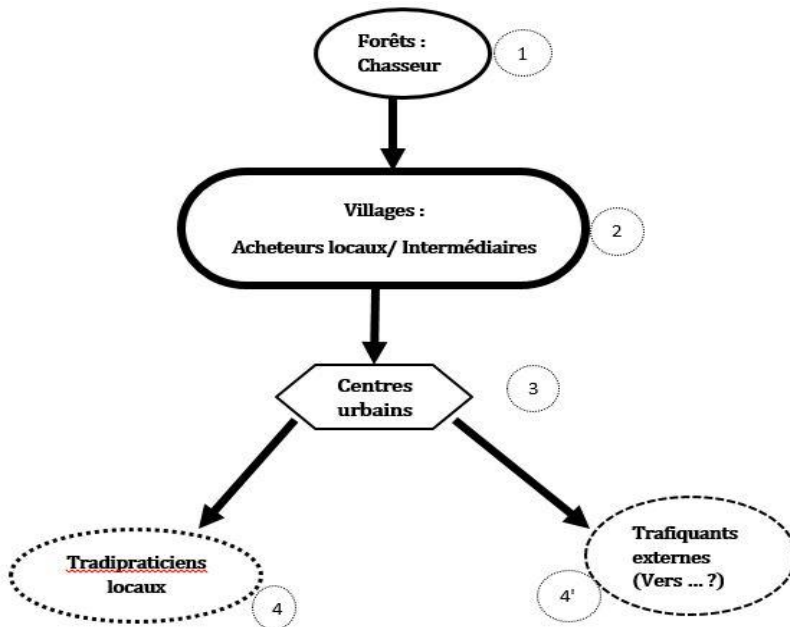 Forêts :
Chasseur
1
Villages :
Acheteurs locaux/ Intermédiaires
2
Centres
urbains
3
Tradipraticiens
locaux
4
Trafiquants
externes
(Vers ... ?)
4'